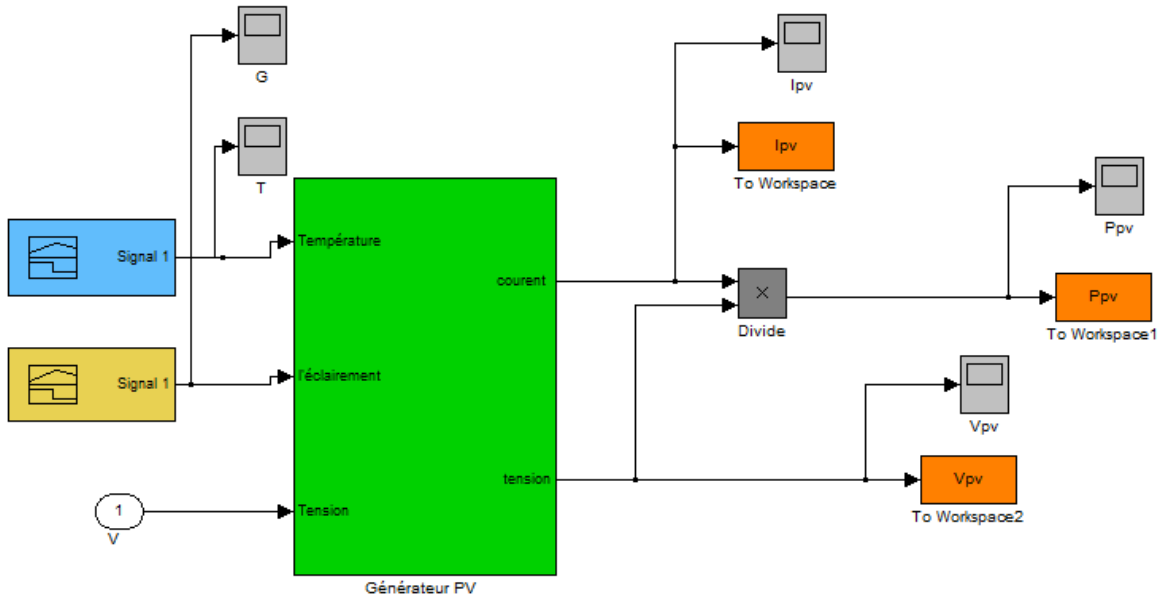 G
Ipv
T
Ipv
To Workspace
Ppv
Signal 1
Température
courent
×
Divide
Ppv
To Workspace1
Signal 1
l'éclairement
Vpv
tension
Vpv
To Workspace2
1
V
Tension
Générateur PV